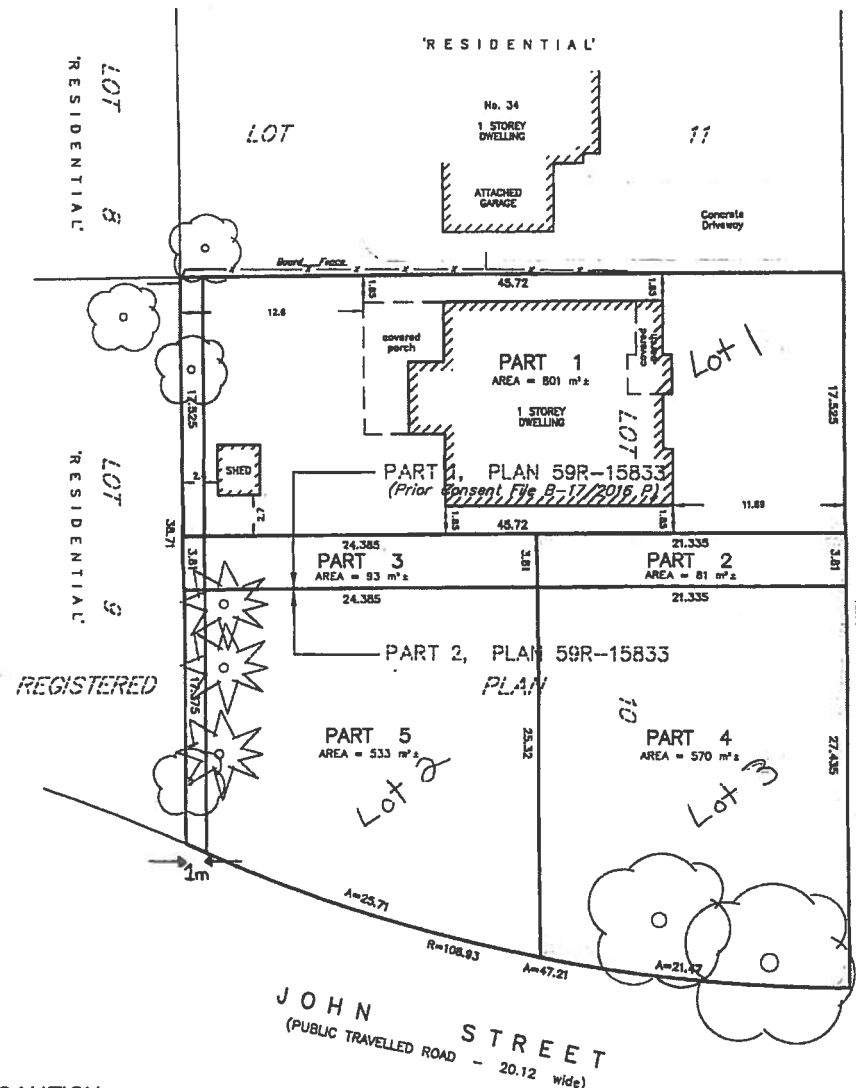 'RESIDENTIAL'
LOT 8
'RESIDENTIAL'
LOT
No. 34
1 STOREY
DWELLING
11
ATTACHED
GARAGE
Concrete
Driveway
Board Fence
45.72
1.85
1.85
12.6
covered
porch
covered
porch
PART 1
AREA = 801 m²±
Lot 1
17.525
17.525
1 STOREY
DWELLING
LOT
SHED
PART 1, PLAN 59R-15833
(Prior Consent File B-17/2016 P)
2.7
1.85
45.72
1.85
11.89
38.71
LOT 9
'RESIDENTIAL'
24.385
21.335
3.81
PART 3
AREA = 93 m²±
3.81
PART 2
AREA = 81 m²±
3.81
24.385
21.335
PART 2, PLAN 59R-15833
REGISTERED
PLAN
17.375
10
PART 5
AREA = 533 m²±
25.32
PART 4
AREA = 570 m²±
27.435
Lot 2
Lot 3
1m
A=25.71
R=108.93
A=47.21
A=21.47
JOHN STREET
(PUBLIC TRAVELLED ROAD - 20.12 wide)